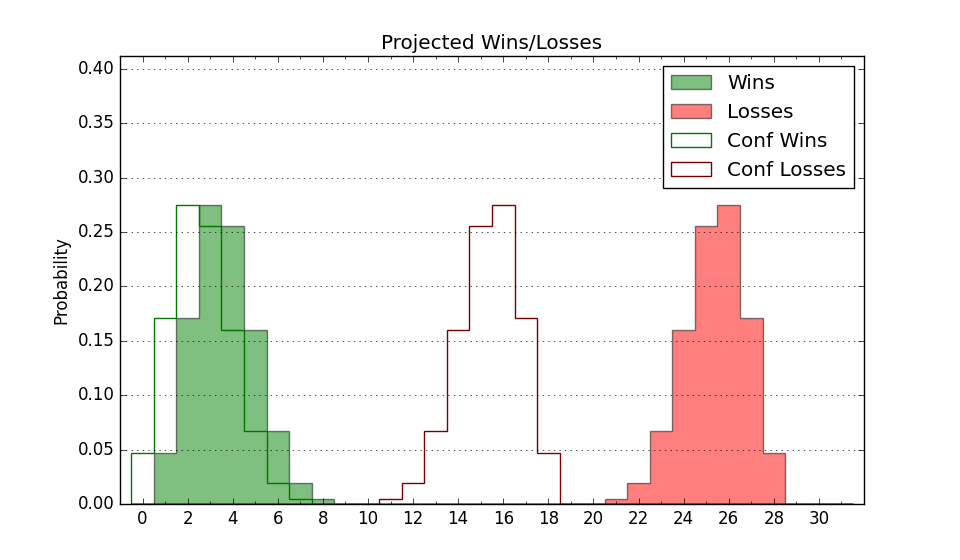 Projected Wins/Losses
0.40
0.35
0.30
0.25
0.20
0.15
0.10
0.05
0.00
Probability
Wins
Losses
Conf Wins
Conf Losses
0 2 4 6 8 10 12 14 16 18 20 22 24 26 28 30